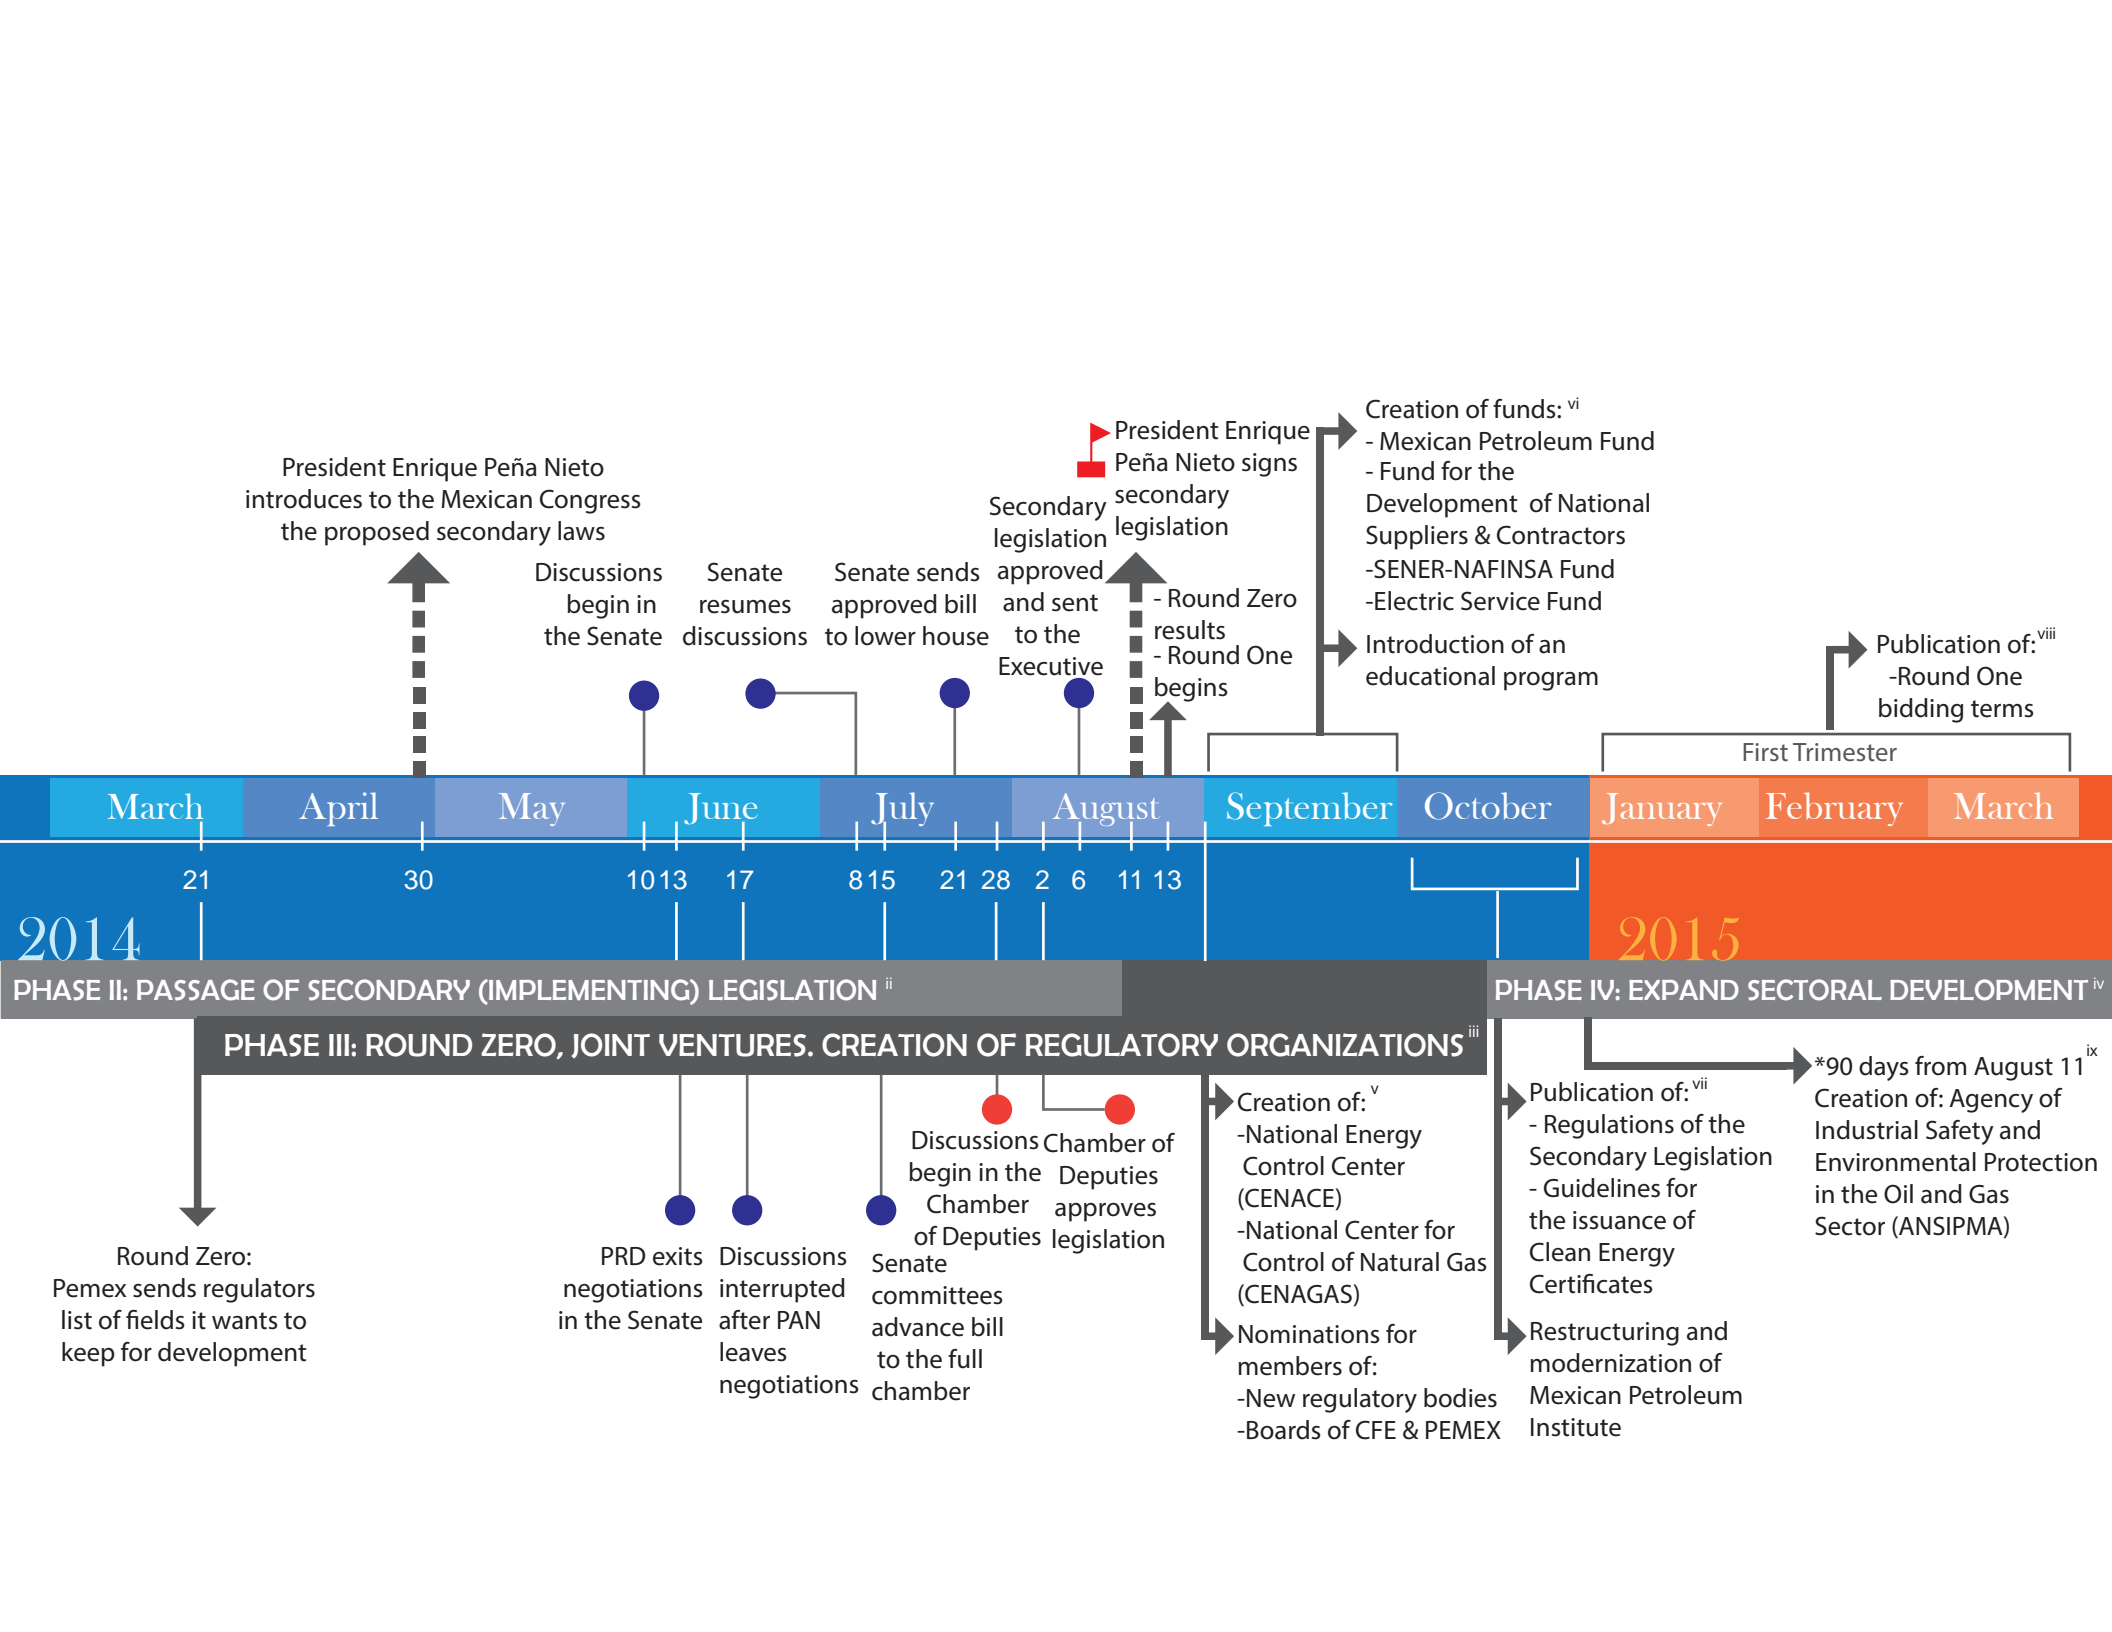 President Enrique Peña Nieto
introduces to the Mexican Congress
the proposed secondary laws
Discussions
begin in
the Senate
Senate
resumes
discussions
Senate sends
approved bill
to lower house
Secondary
legislation
approved
and sent
to the
Executive
President Enrique
Peña Nieto signs
secondary
legislation
- Round Zero
results
- Round One
begins
Creation of funds: vi
- Mexican Petroleum Fund
- Fund for the
Development of National
Suppliers & Contractors
-SENER-NAFINSA Fund
-Electric Service Fund
Introduction of an
educational program
Publication of: viii
-Round One
bidding terms
First Trimester
March April May June July August September October January February March
21 30 10 13 17 8 15 21 28 2 6 11 13
2014 2015
PHASE II: PASSAGE OF SECONDARY (IMPLEMENTING) LEGISLATION ii
PHASE IV: EXPAND SECTORAL DEVELOPMENT iv
PHASE III: ROUND ZERO, JOINT VENTURES. CREATION OF REGULATORY ORGANIZATIONS iii
Round Zero:
Pemex sends regulators
list of fields it wants to
keep for development
PRD exits
negotiations
in the Senate
Discussions
interrupted
after PAN
leaves
negotiations
Senate
committees
advance bill
to the full
chamber
Discussions
begin in the
Chamber
of Deputies
Chamber of
Deputies
approves
legislation
Creation of: v
-National Energy
Control Center
(CENACE)
-National Center for
Control of Natural Gas
(CENAGAS)
Nominations for
members of:
-New regulatory bodies
-Boards of CFE & PEMEX
Publication of: vii
- Regulations of the
Secondary Legislation
- Guidelines for
the issuance of
Clean Energy
Certificates
Restructuring and
modernization of
Mexican Petroleum
Institute
*90 days from August 11 ix
Creation of: Agency of
Industrial Safety and
Environmental Protection
in the Oil and Gas
Sector (ANSIPMA)